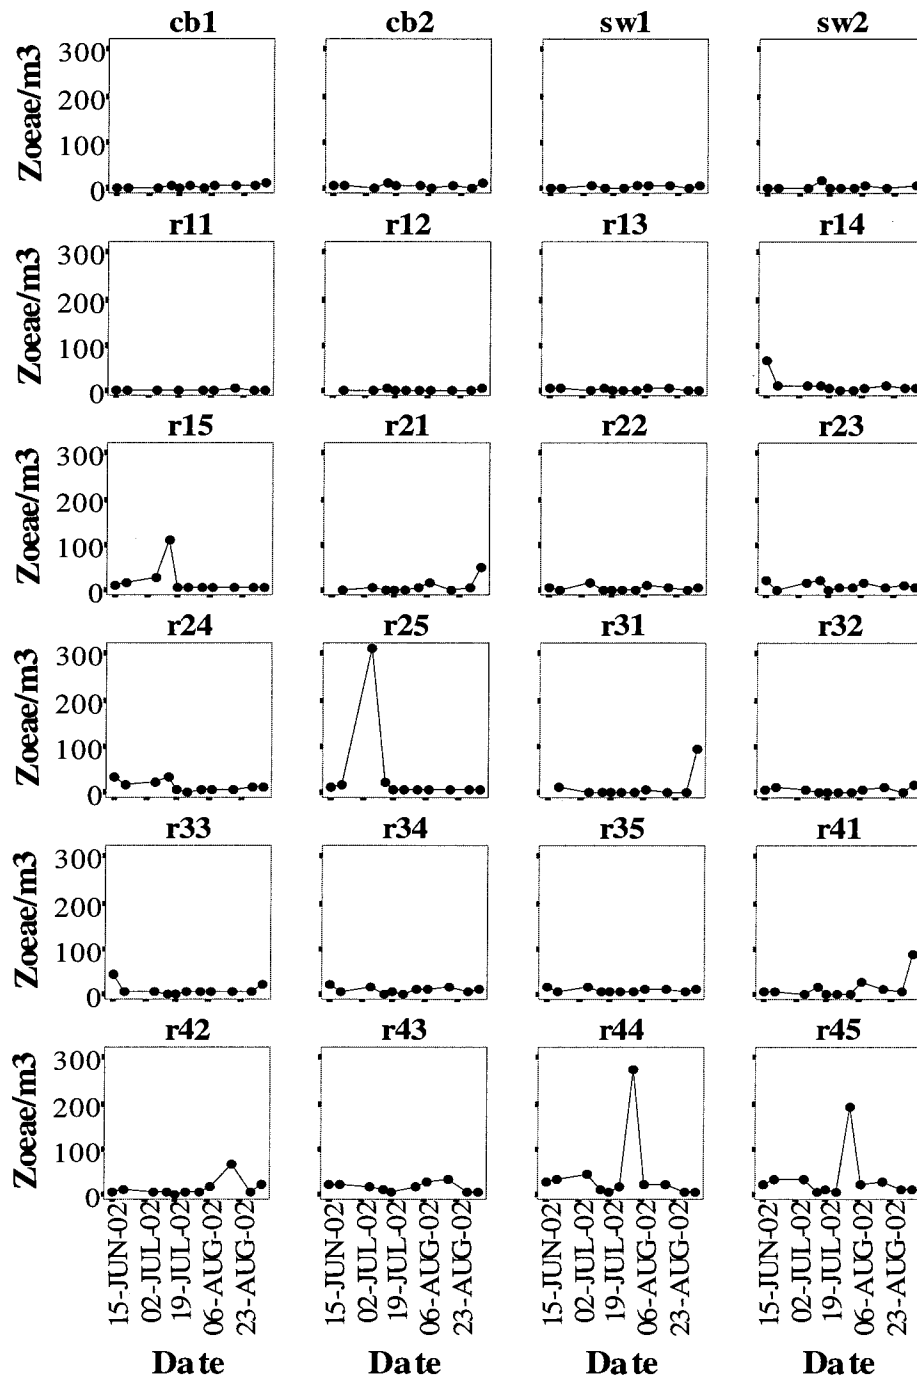 cb1 cb2 sw1 sw2
Zoeae/m3 300 200 100 0
r11 r12 r13 r14
Zoeae/m3 300 200 100 0
r15 r21 r22 r23
Zoeae/m3 300 200 100 0
r24 r25 r31 r32
Zoeae/m3 300 200 100 0
r33 r34 r35 r41
Zoeae/m3 300 200 100 0
r42 r43 r44 r45
Zoeae/m3 300 200 100 0
15-JUN-02 02-JUL-02 19-JUL-02 06-AUG-02 23-AUG-02 15-JUN-02 02-JUL-02 19-JUL-02 06-AUG-02 23-AUG-02 15-JUN-02 02-JUL-02 19-JUL-02 06-AUG-02 23-AUG-02 15-JUN-02 02-JUL-02 19-JUL-02 06-AUG-02 23-AUG-02
Date Date Date Date